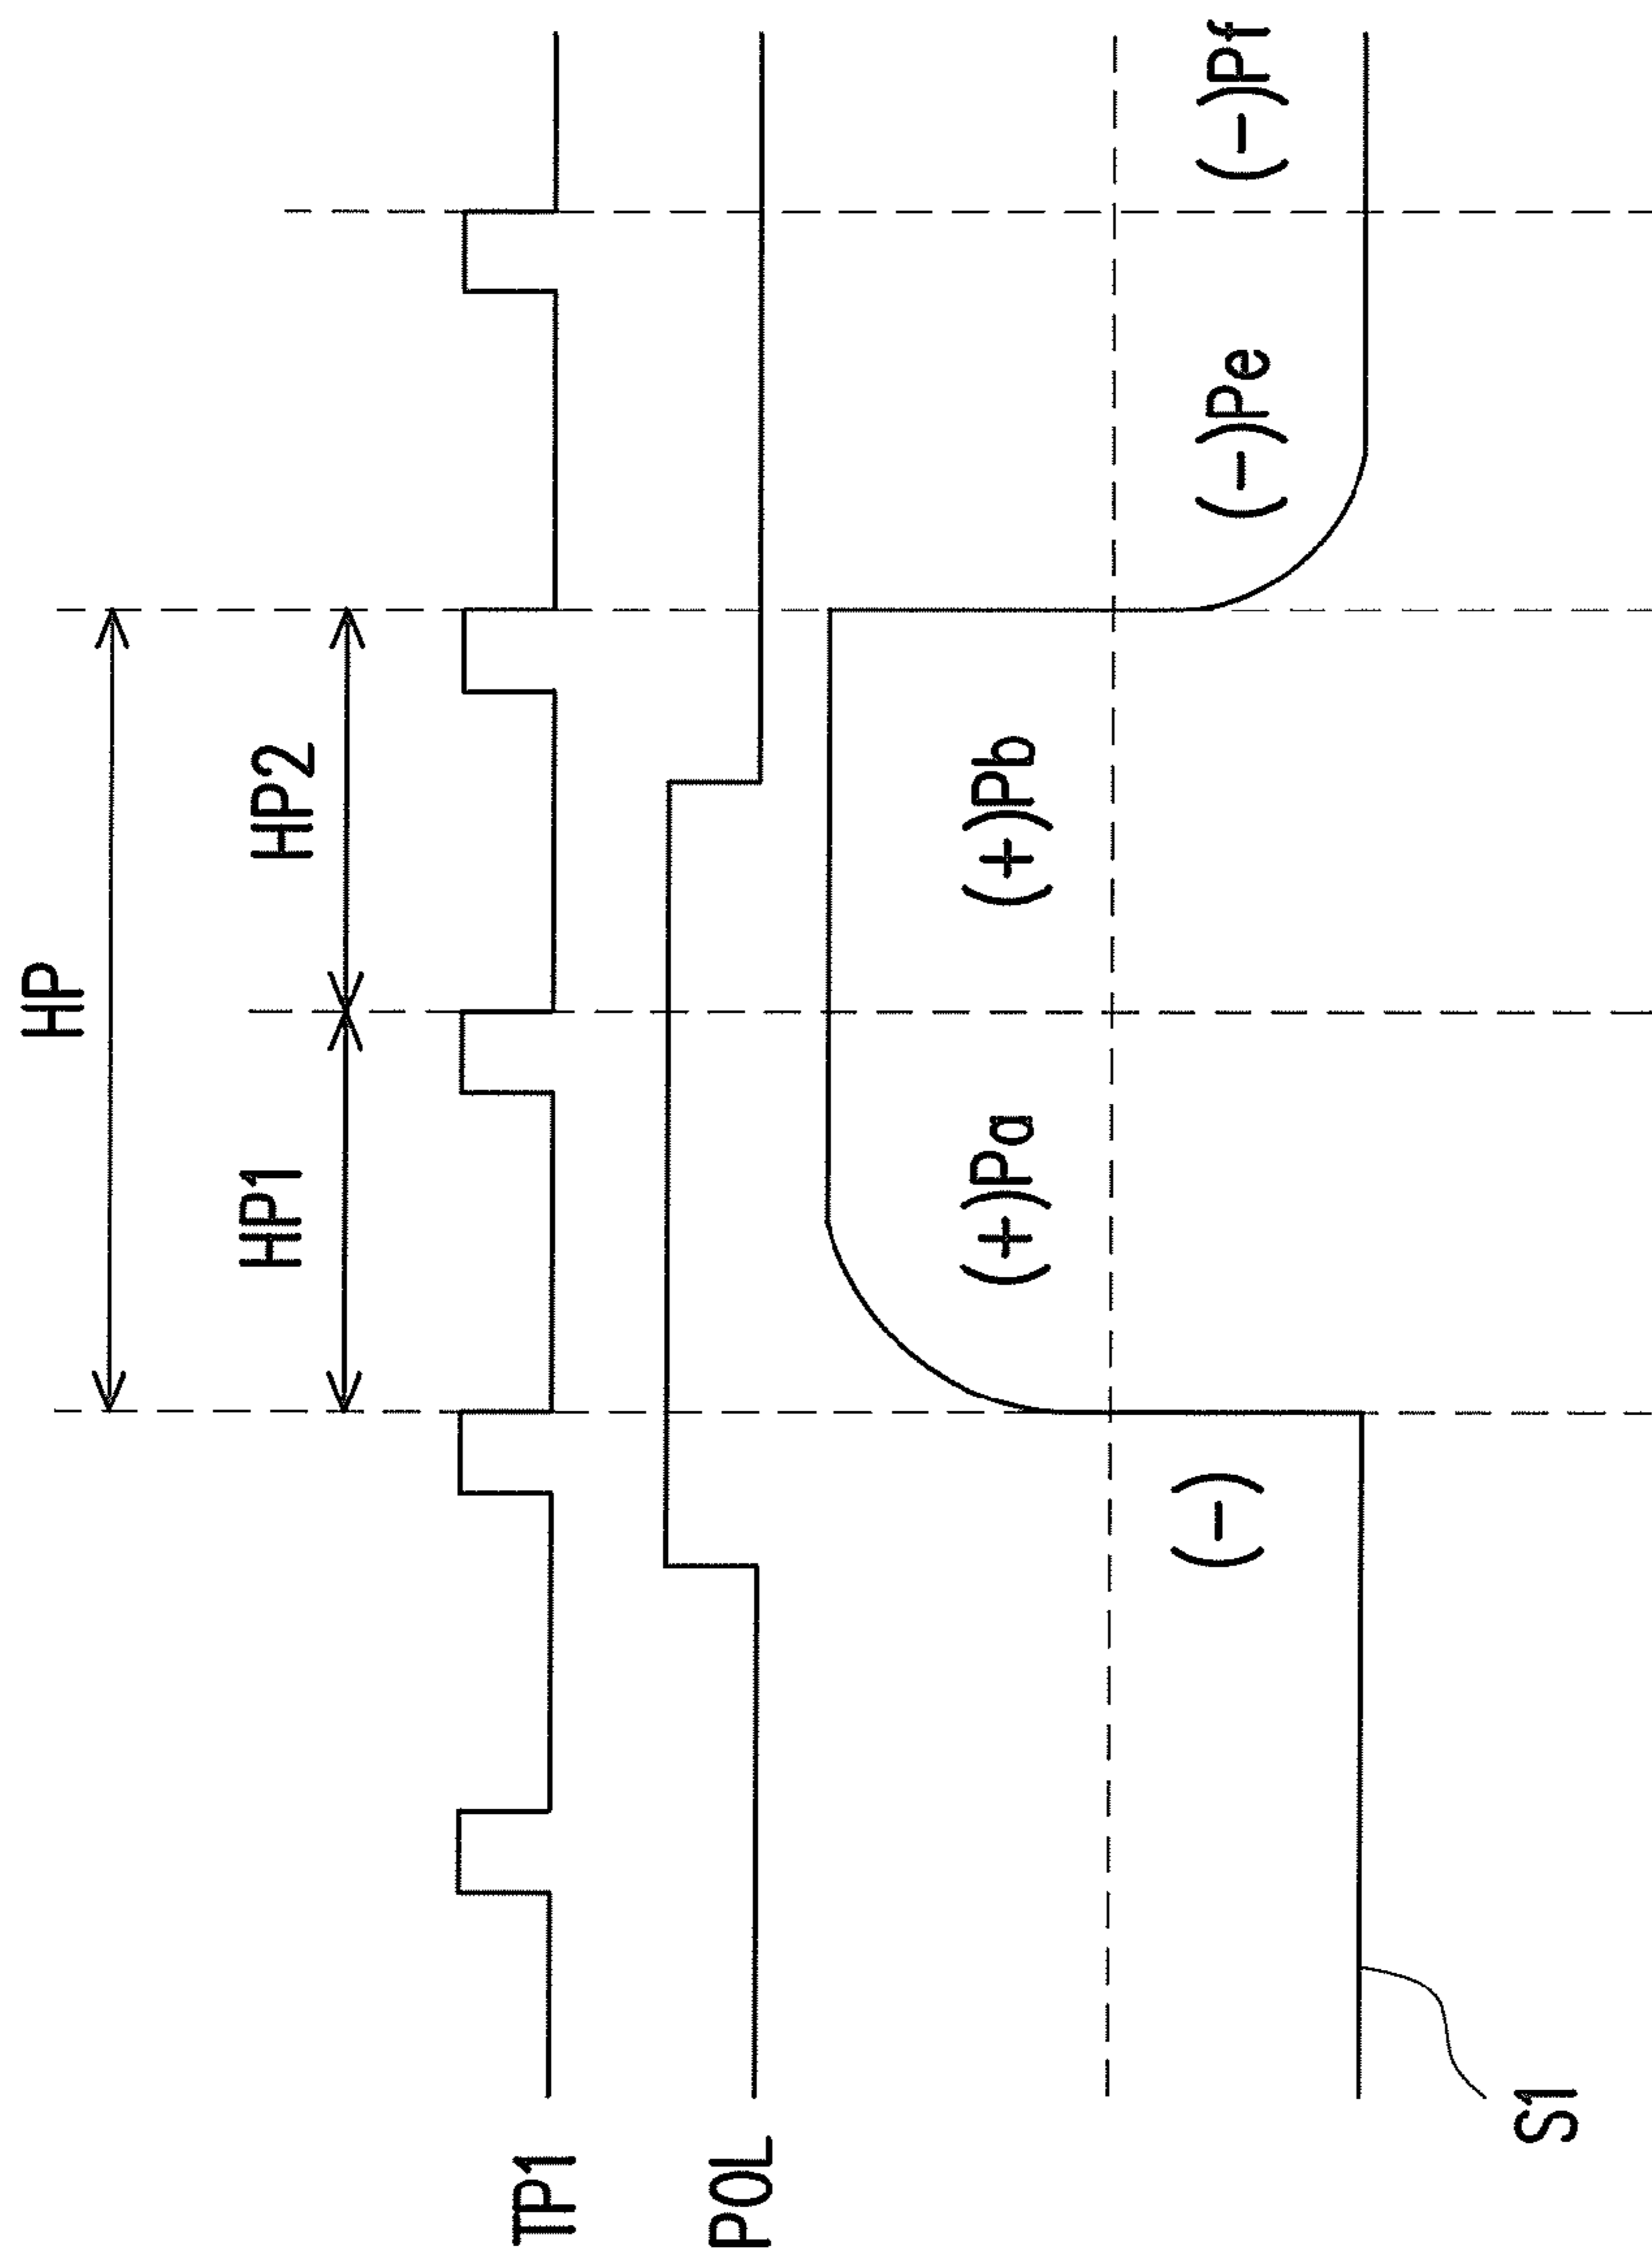 HP
HP1
HP2
TP1
POL
(+)Pa
(+)Pb
(-)
(-)Pe
(-)Pf
S1